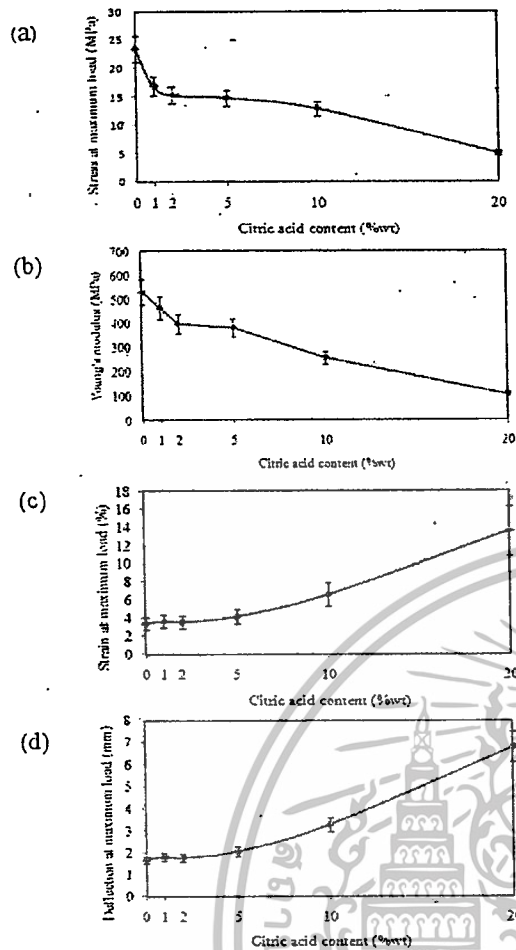 (a)
Stress at maximum load (MPa)
30
25
20
15
10
5
0
0 1 2 5 10 20
Citric acid content (%wt)
(b)
Young's modulus (MPa)
700
600
500
400
300
200
100
0
0 1 2 5 10 20
Citric acid content (%wt)
(c)
Strain at maximum load (%)
18
16
14
12
10
8
6
4
2
0
0 1 2 5 10 20
Citric acid content (%wt)
(d)
Deflection at maximum load (mm)
8
7
6
5
4
3
2
1
0
0 1 2 5 10 20
Citric acid content (%wt)